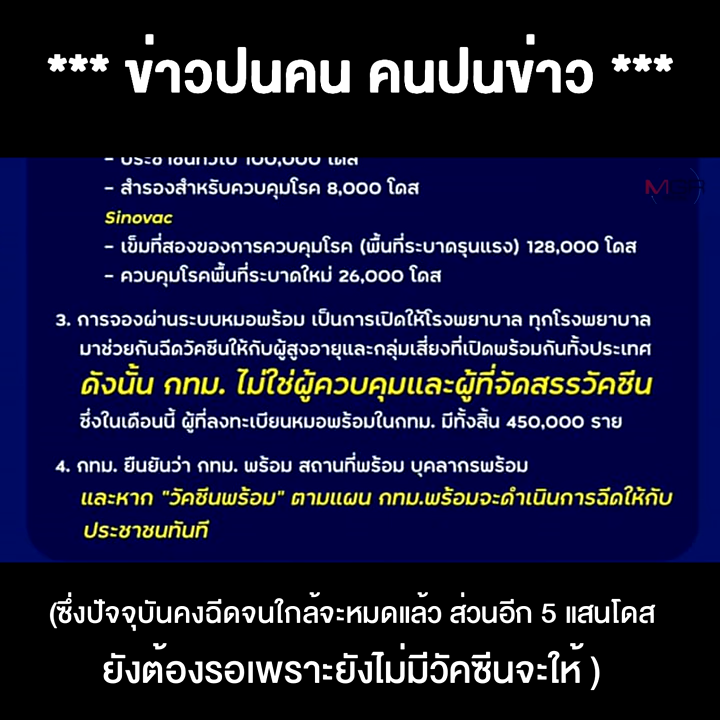 *** ข่าวปนคน คนปนข่าว ***
- ประชาชนทั่วไป 100,000 โดส
- สำรองสำหรับควบคุมโรค 8,000 โดส
Sinovac
- เข็มที่สองของการควบคุมโรค (พื้นที่ระบาดรุนแรง) 128,000 โดส
- ควบคุมโรคพื้นที่ระบาดใหม่ 26,000 โดส
3. การจองผ่านระบบหมอพร้อม เป็นการเปิดให้โรงพยาบาล ทุกโรงพยาบาล
มาช่วยกันฉีดวัคซีนให้กับผู้สูงอายุและกลุ่มเสี่ยงที่เปิดพร้อมกันทั้งประเทศ
ดังนั้น กทม. ไม่ใช่ผู้ควบคุมและผู้ที่จัดสรรวัคซีน
ซึ่งในเดือนนี้ ผู้ที่ลงทะเบียนหมอพร้อมในกทม. มีทั้งสิ้น 450,000 ราย
4. กทม. ยืนยันว่า กทม. พร้อม สถานที่พร้อม บุคลากรพร้อม
และหาก "วัคซีนพร้อม" ตามแผน กทม.พร้อมจะดำเนินการฉีดให้กับ
ประชาชนทันที
(ซึ่งปัจจุบันคงฉีดจนใกล้จะหมดแล้ว ส่วนอีก 5 แสนโดส
ยังต้องรอเพราะยังไม่มีวัคซีนจะให้ )